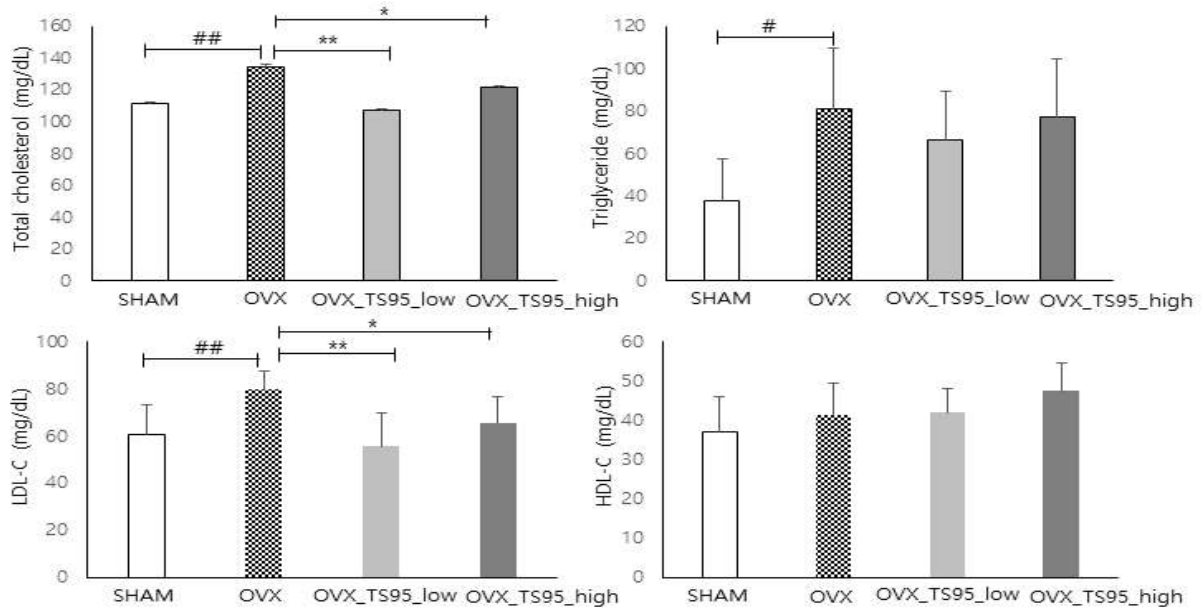 Total cholesterol (mg/dL)
160
140
120
100
80
60
40
20
0
##
**
*
SHAM
OVX
OVX_TS95_low
OVX_TS95_high
Triglyceride (mg/dL)
120
100
80
60
40
20
0
#
SHAM
OVX
OVX_TS95_low
OVX_TS95_high
LDL-C (mg/dL)
100
80
60
40
20
0
##
**
*
SHAM
OVX
OVX_TS95_low
OVX_TS95_high
HDL-C (mg/dL)
60
50
40
30
20
10
0
SHAM
OVX
OVX_TS95_low
OVX_TS95_high